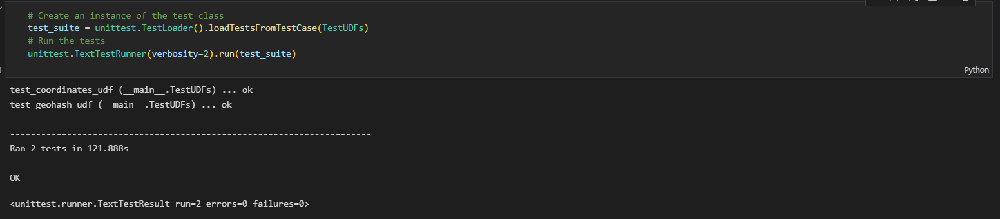 # Create an instance of the test class
test_suite = unittest.TestLoader().loadTestsFromTestCase(TestUDFs)
# Run the tests
unittest.TextTestRunner(verbosity=2).run(test_suite)
Python
test_coordinates_udf (__main__.TestUDFs) ... ok
test_geohash_udf (__main__.TestUDFs) ... ok
----------------------------------------------------------------------
Ran 2 tests in 121.888s
OK
<unittest.runner.TextTestResult run=2 errors=0 failures=0>